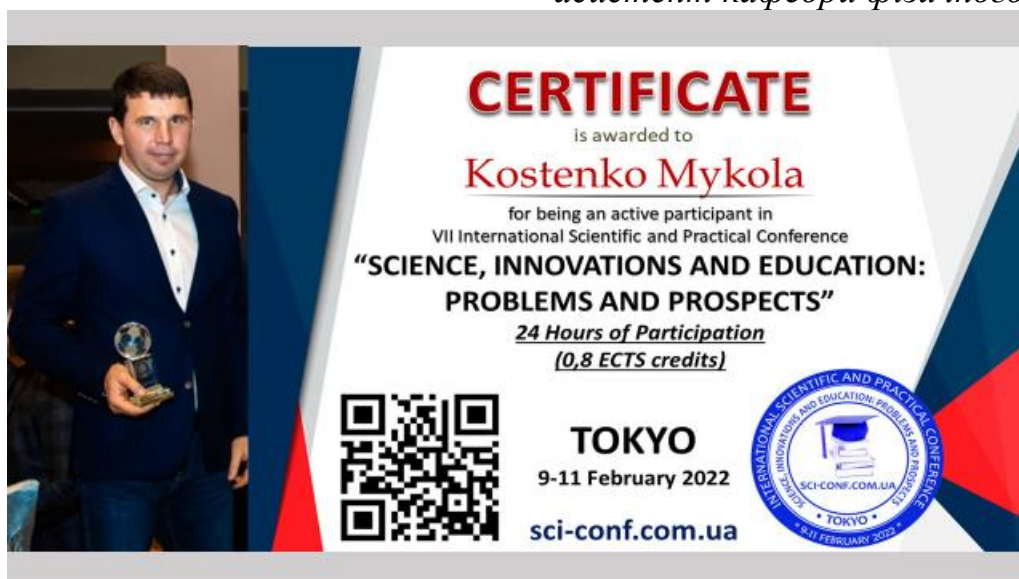 CERTIFICATE
is awarded to
Kostenko Mykola
for being an active participant in
VII International Scientific and Practical Conference
“SCIENCE, INNOVATIONS AND EDUCATION:
PROBLEMS AND PROSPECTS”
24 Hours of Participation
(0,8 ECTS credits)
TOKYO
9-11 February 2022
sci-conf.com.ua
INTERNATIONAL SCIENTIFIC AND PRACTICAL CONFERENCE
SCIENCE, INNOVATIONS AND EDUCATION: PROBLEMS AND PROSPECTS
SCI-CONF.COM.UA
• TOKYO •
• 9-11 FEBRUARY 2022 •